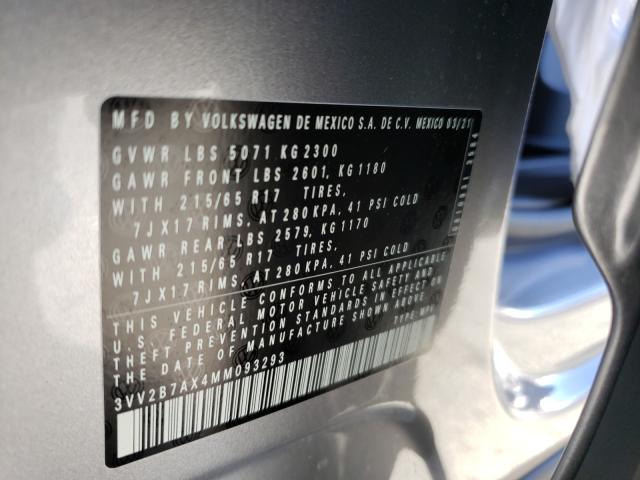 MFD BY VOLKSWAGEN DE MEXICO S.A. DE C.V. MEXICO 03/21
GVWR LBS 5071 KG 2300
GAWR FRONT LBS 2601, KG 1180
WITH 215/65 R17 TIRES,
7JX17 RIMS, AT 280 KPA, 41 PSI COLD
GAWR REAR LBS 2579, KG 1170
WITH 215/65 R17 TIRES,
7JX17 RIMS, AT 280 KPA, 41 PSI COLD
THIS VEHICLE CONFORMS TO ALL APPLICABLE
U.S. FEDERAL MOTOR VEHICLE SAFETY AND
THEFT PREVENTION STANDARDS IN EFFECT ON
THE DATE OF MANUFACTURE SHOWN ABOVE
TYPE MPV
3VV2B7AX4MM093293